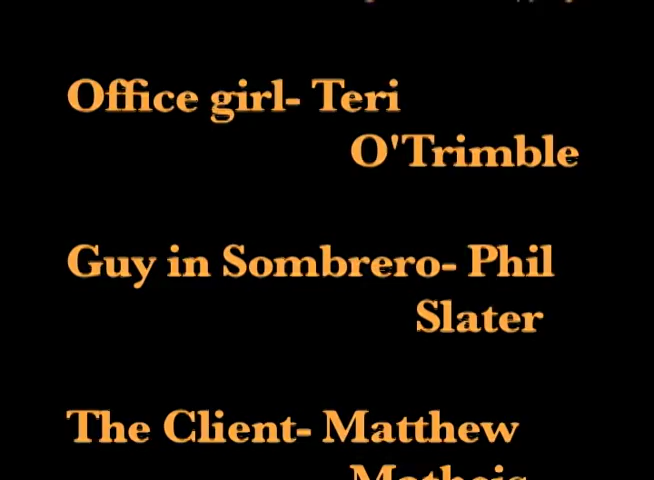 Office girl- Teri
O'Trimble
Guy in Sombrero- Phil
Slater
The Client- Matthew